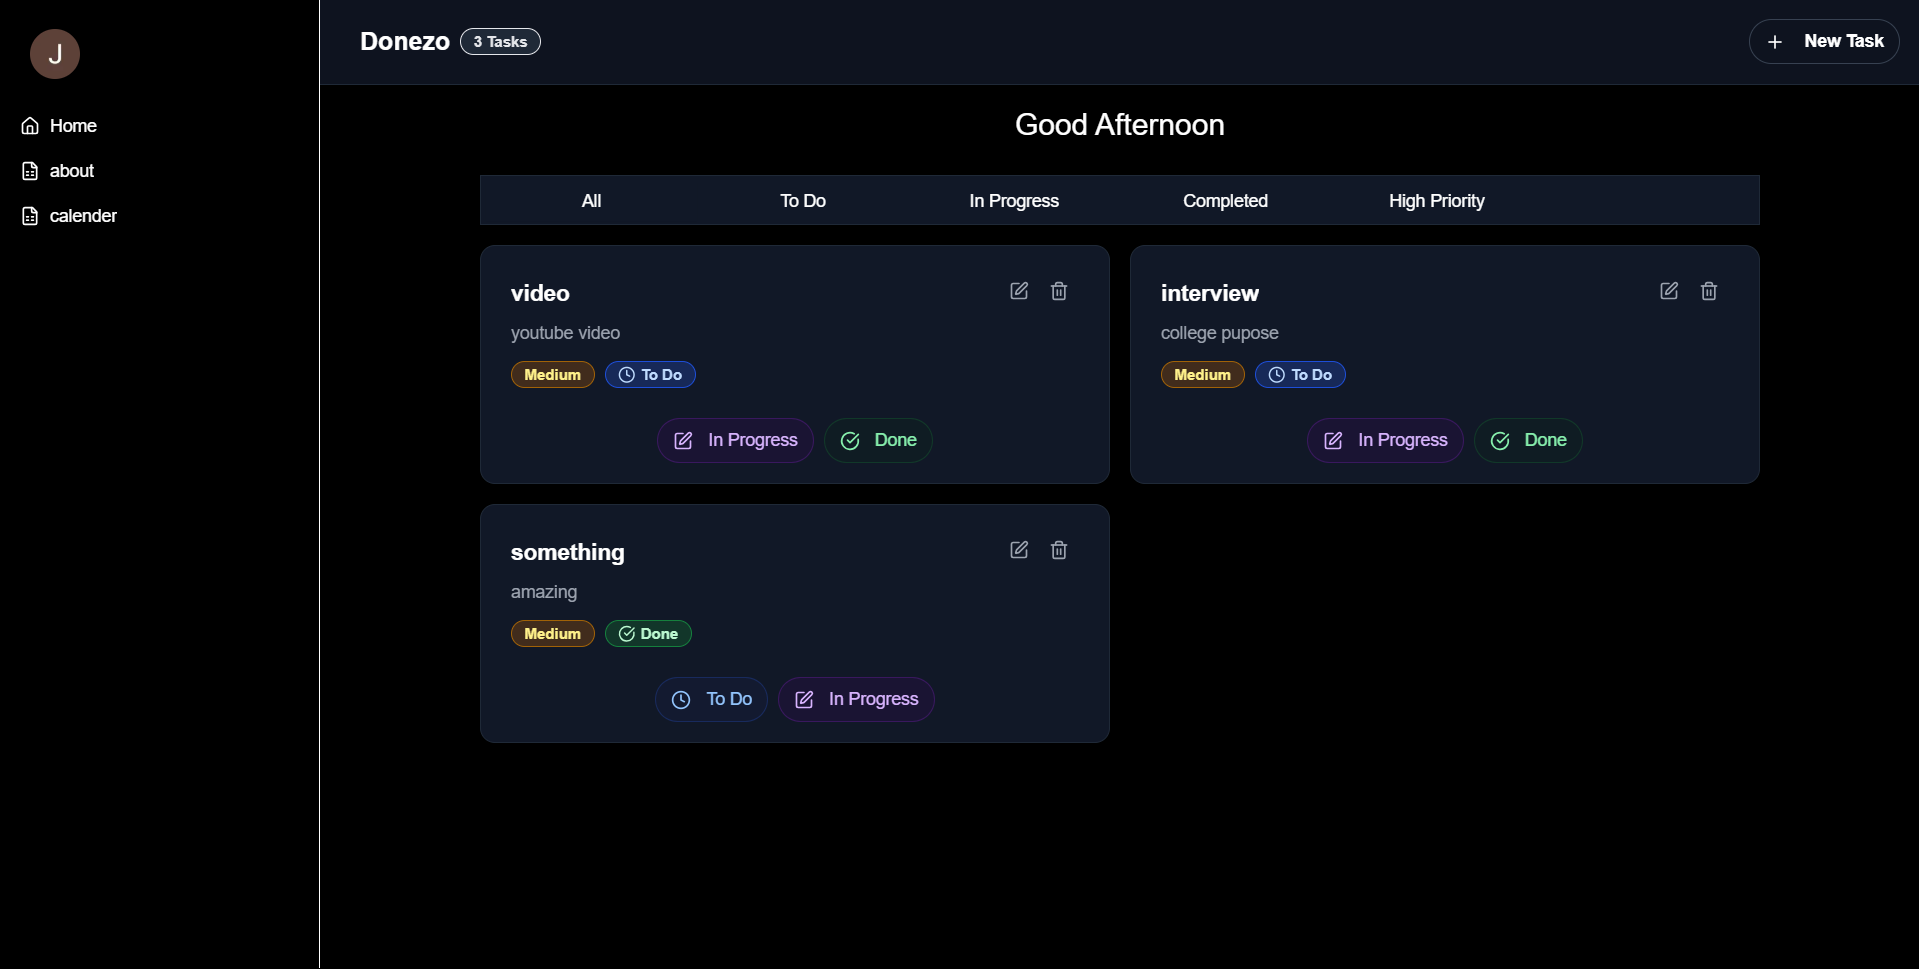 J
Home
about
calender
Donezo 3 Tasks
New Task
Good Afternoon
All To Do In Progress Completed High Priority
video
youtube video
Medium To Do
In Progress Done
interview
college pupose
Medium To Do
In Progress Done
something
amazing
Medium Done
To Do In Progress